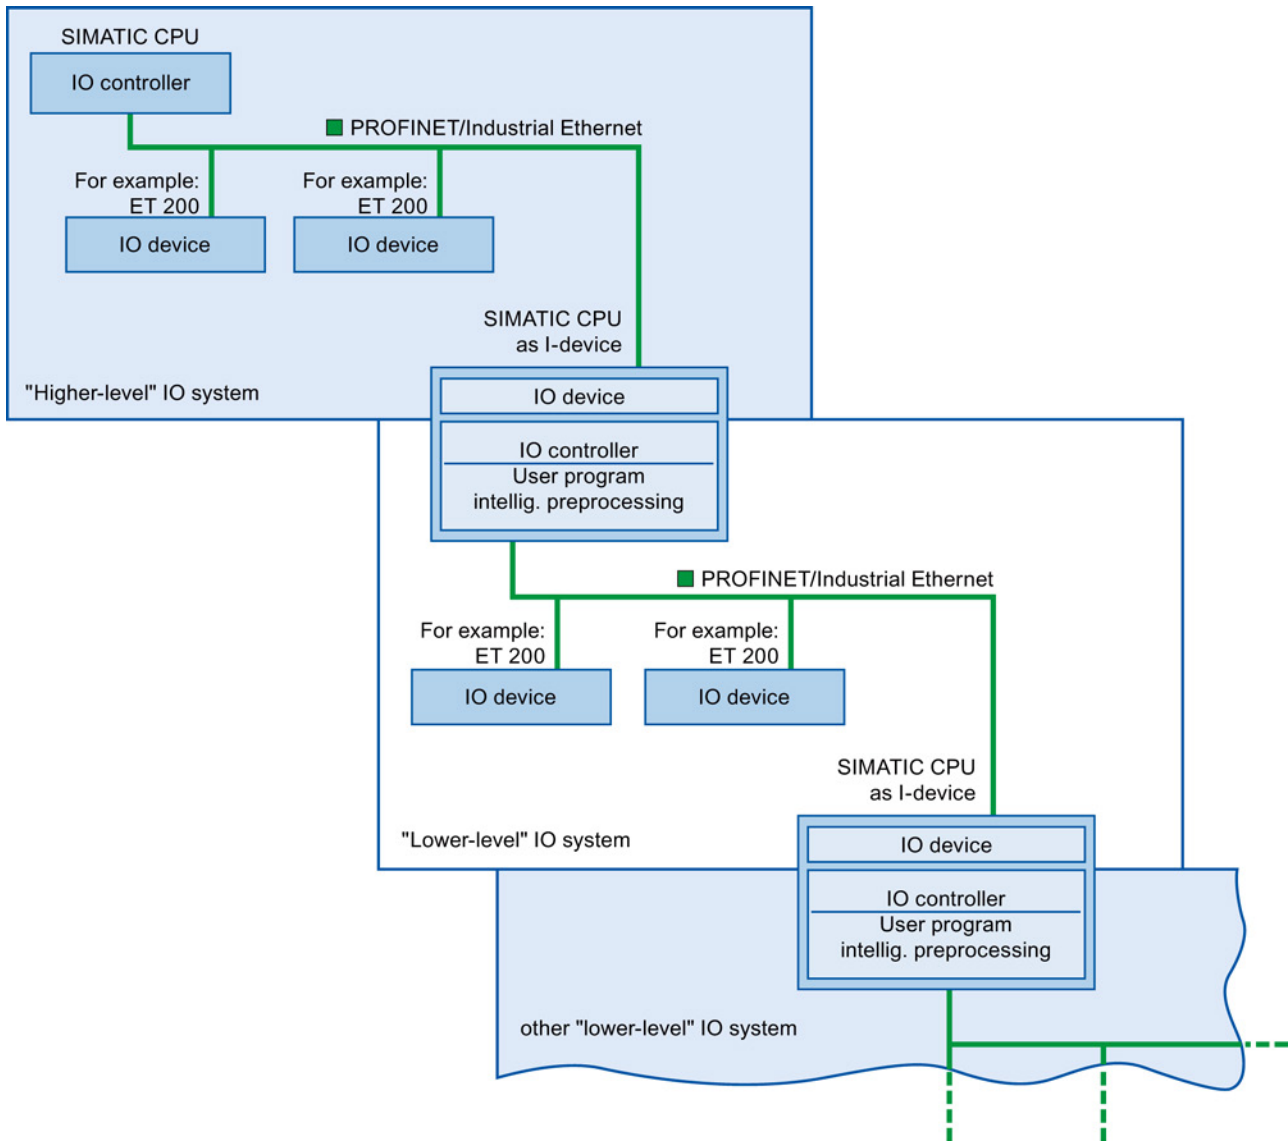 SIMATIC CPU
IO controller
PROFINET/Industrial Ethernet
For example:
ET 200
IO device
For example:
ET 200
IO device
SIMATIC CPU
as I-device
"Higher-level" IO system
IO device
IO controller
User program
intellig. preprocessing
PROFINET/Industrial Ethernet
For example:
ET 200
IO device
For example:
ET 200
IO device
SIMATIC CPU
as I-device
"Lower-level" IO system
IO device
IO controller
User program
intellig. preprocessing
other "lower-level" IO system